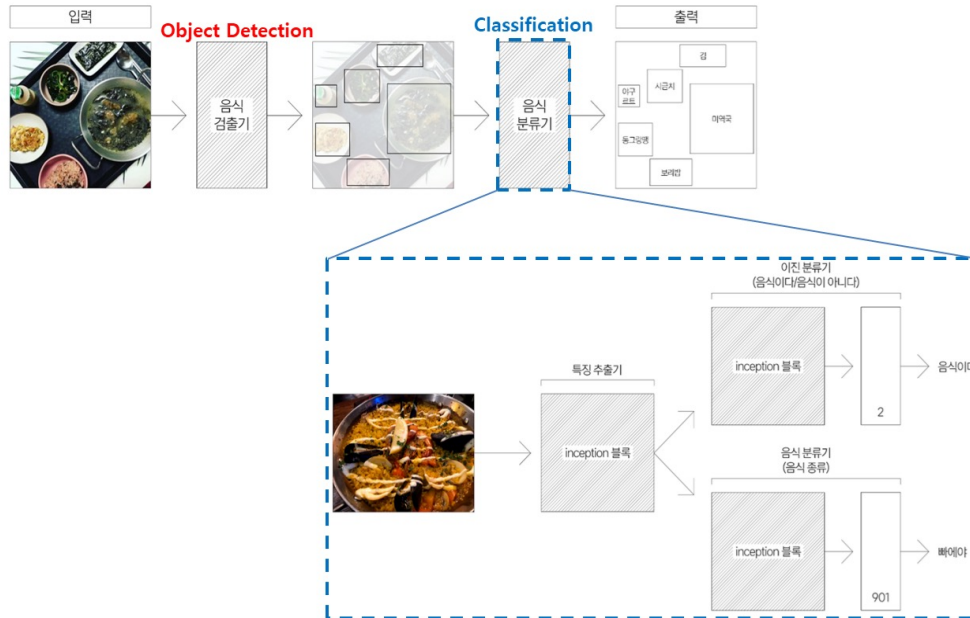 입력
Object Detection
Classification
출력
음식
검출기
음식
분류기
김
시금치
야구
르트
미역국
동그랑땡
보리밥
이진 분류기
(음식이다/음식이 아니다)
특징 추출기
inception 블록
inception 블록
2
음식이다
음식 분류기
(음식 종류)
inception 블록
901
빠에야